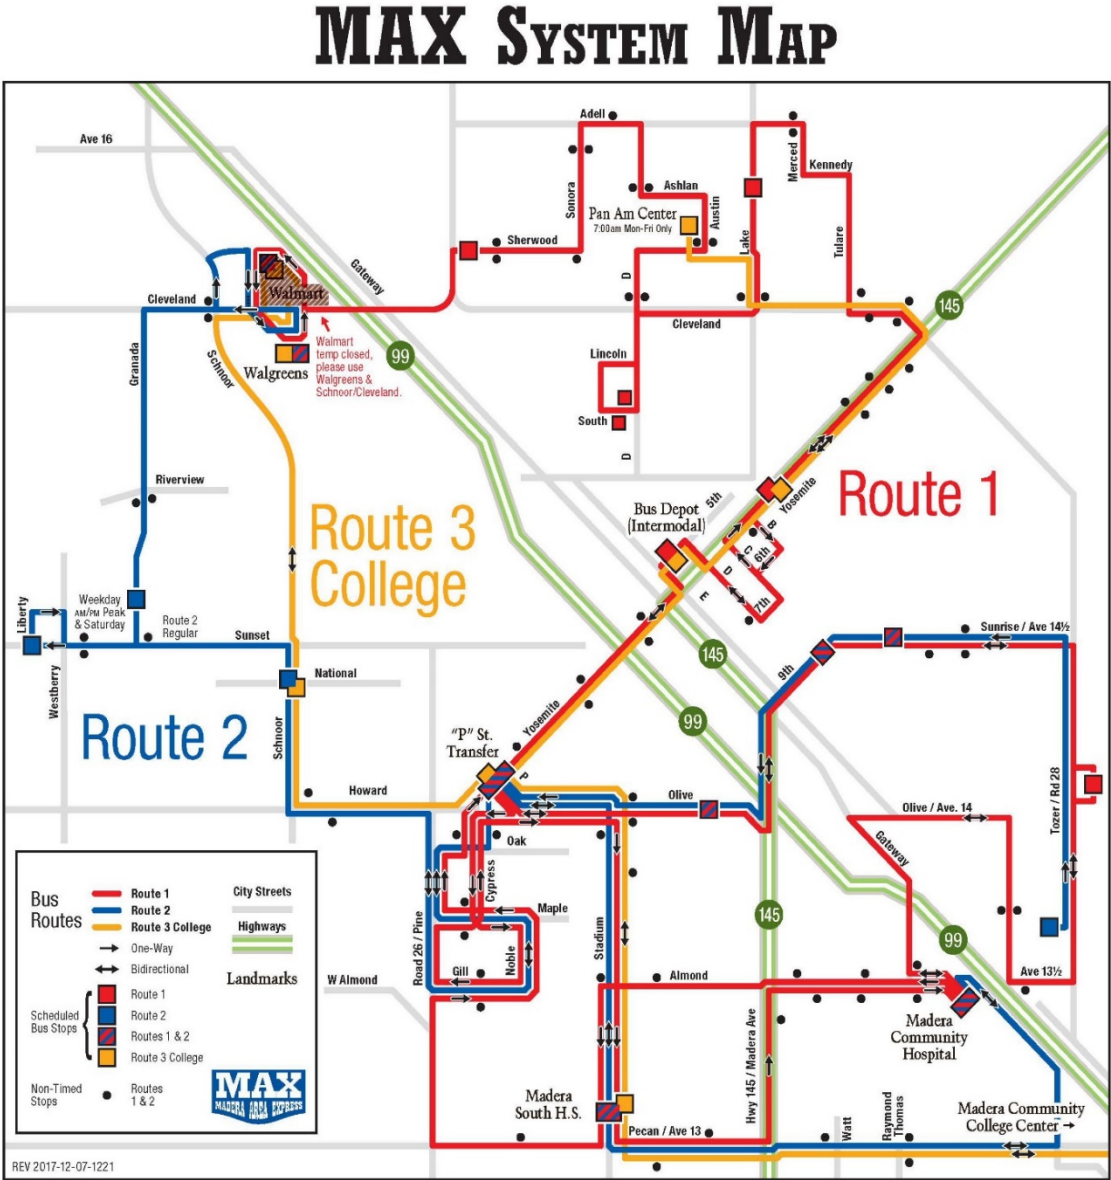 MAX System Map
Ave 16
Adell
Merced
Kennedy
Sonora
Ashlan
Pan Am Center
7:00am Mon-Fri Only
Austin
Lake
Tulare
Sherwood
Gateway
D
Walmart
Cleveland
145
Cleveland
Walmart
temp closed,
please use
Walgreens &
Schnoor/Cleveland.
99
Granada
Schnoor
Walgreens
Lincoln
South
D
Riverview
Route 3
College
Route 1
5th
Yosemite
Bus Depot
(Intermodal)
B
6th
C
D
E
7th
Liberty
Weekday
AM/PM Peak
& Saturday
Route 2
Regular
Sunset
145
Sunrise / Ave 14½
9th
Westberry
National
Route 2
Schnoor
Yosemite
99
"P" St.
Transfer
P
Howard
Olive
Tozer / Rd 28
Olive / Ave. 14
Gateway
Oak
Cypress
Maple
145
Stadium
Road 26 / Pine
Noble
99
Gill
W Almond
Almond
Ave 13½
Madera
Community
Hospital
Hwy 145 / Madera Ave
Madera
South H.S.
Pecan / Ave 13
Watt
Raymond
Thomas
Madera Community
College Center
Bus
Routes
Route 1
Route 2
Route 3 College
One-Way
Bidirectional
City Streets
Highways
Landmarks
Scheduled
Bus Stops
Route 1
Route 2
Routes 1 & 2
Route 3 College
Non-Timed
Stops
Routes
1 & 2
MAX
MADERA AREA EXPRESS
REV 2017-12-07-1221